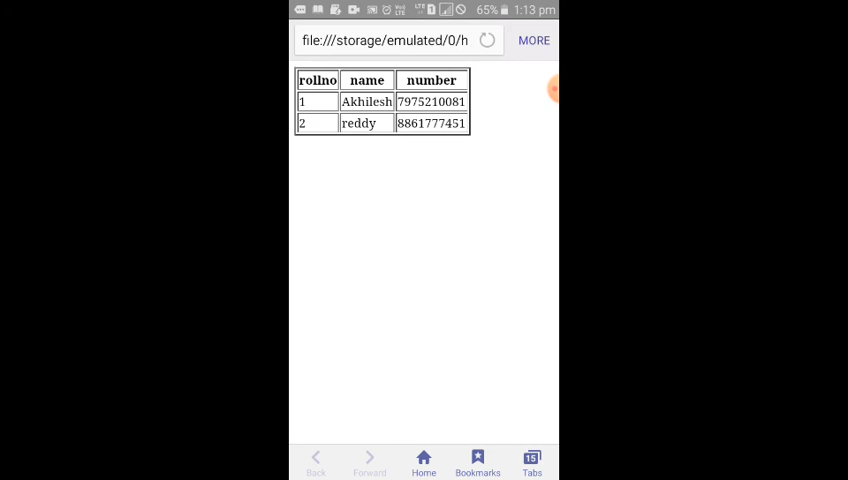 65% 1:13 pm
file:///storage/emulated/0/h MORE
rollno name number
1 Akhilesh 7975210081
2 reddy 8861777451
Back Forward Home Bookmarks 15 Tabs